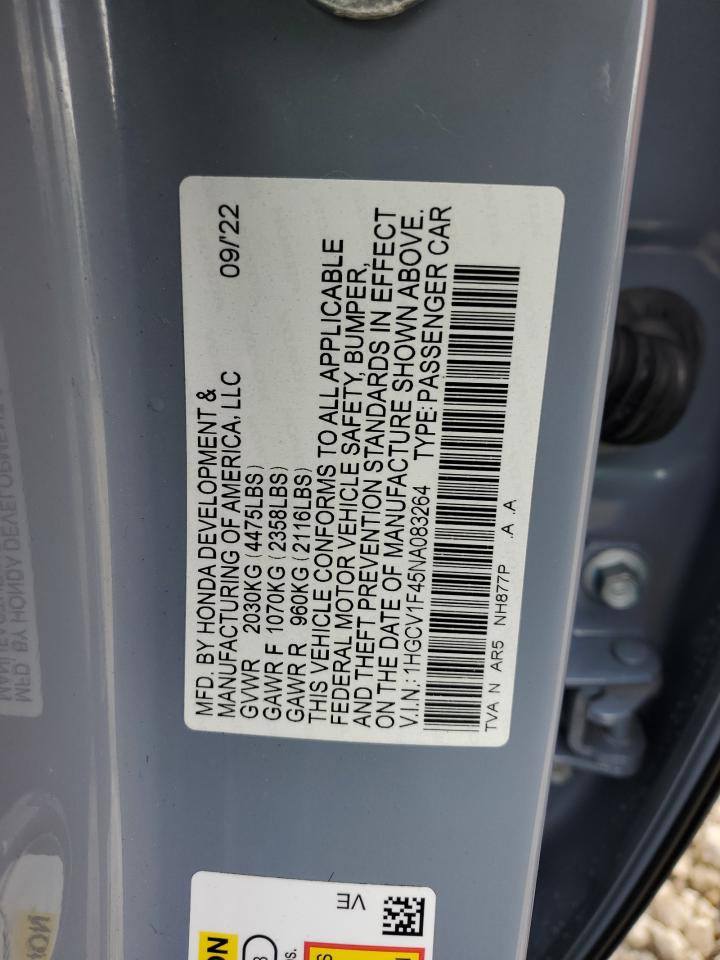 MFD. BY HONDA DEVELOPMENT &
MANUFACTURING OF AMERICA, LLC 09/'22
GVWR 2030KG (4475LBS)
GAWR F 1070KG (2358LBS)
GAWR R 960KG (2116LBS)
THIS VEHICLE CONFORMS TO ALL APPLICABLE
FEDERAL MOTOR VEHICLE SAFETY, BUMPER,
AND THEFT PREVENTION STANDARDS IN EFFECT
ON THE DATE OF MANUFACTURE SHOWN ABOVE.
V.I.N.: 1HGCV1F45NA083264 TYPE: PASSENGER CAR
TVA N AR5 NH877P .A .A
VE